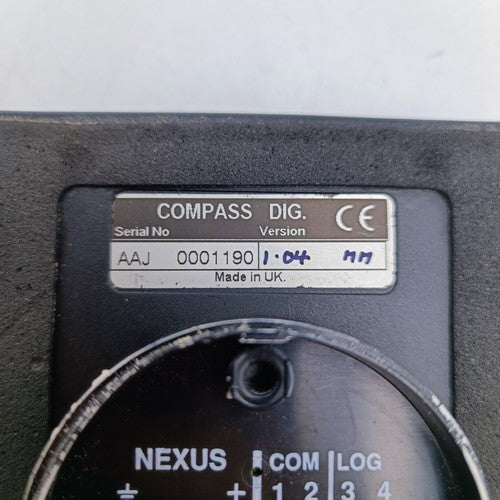 COMPASS DIG. CE
Serial No Version
AAJ 0001190 1.04 MM
Made in UK.
NEXUS COM LOG
+ 1 2 3 4